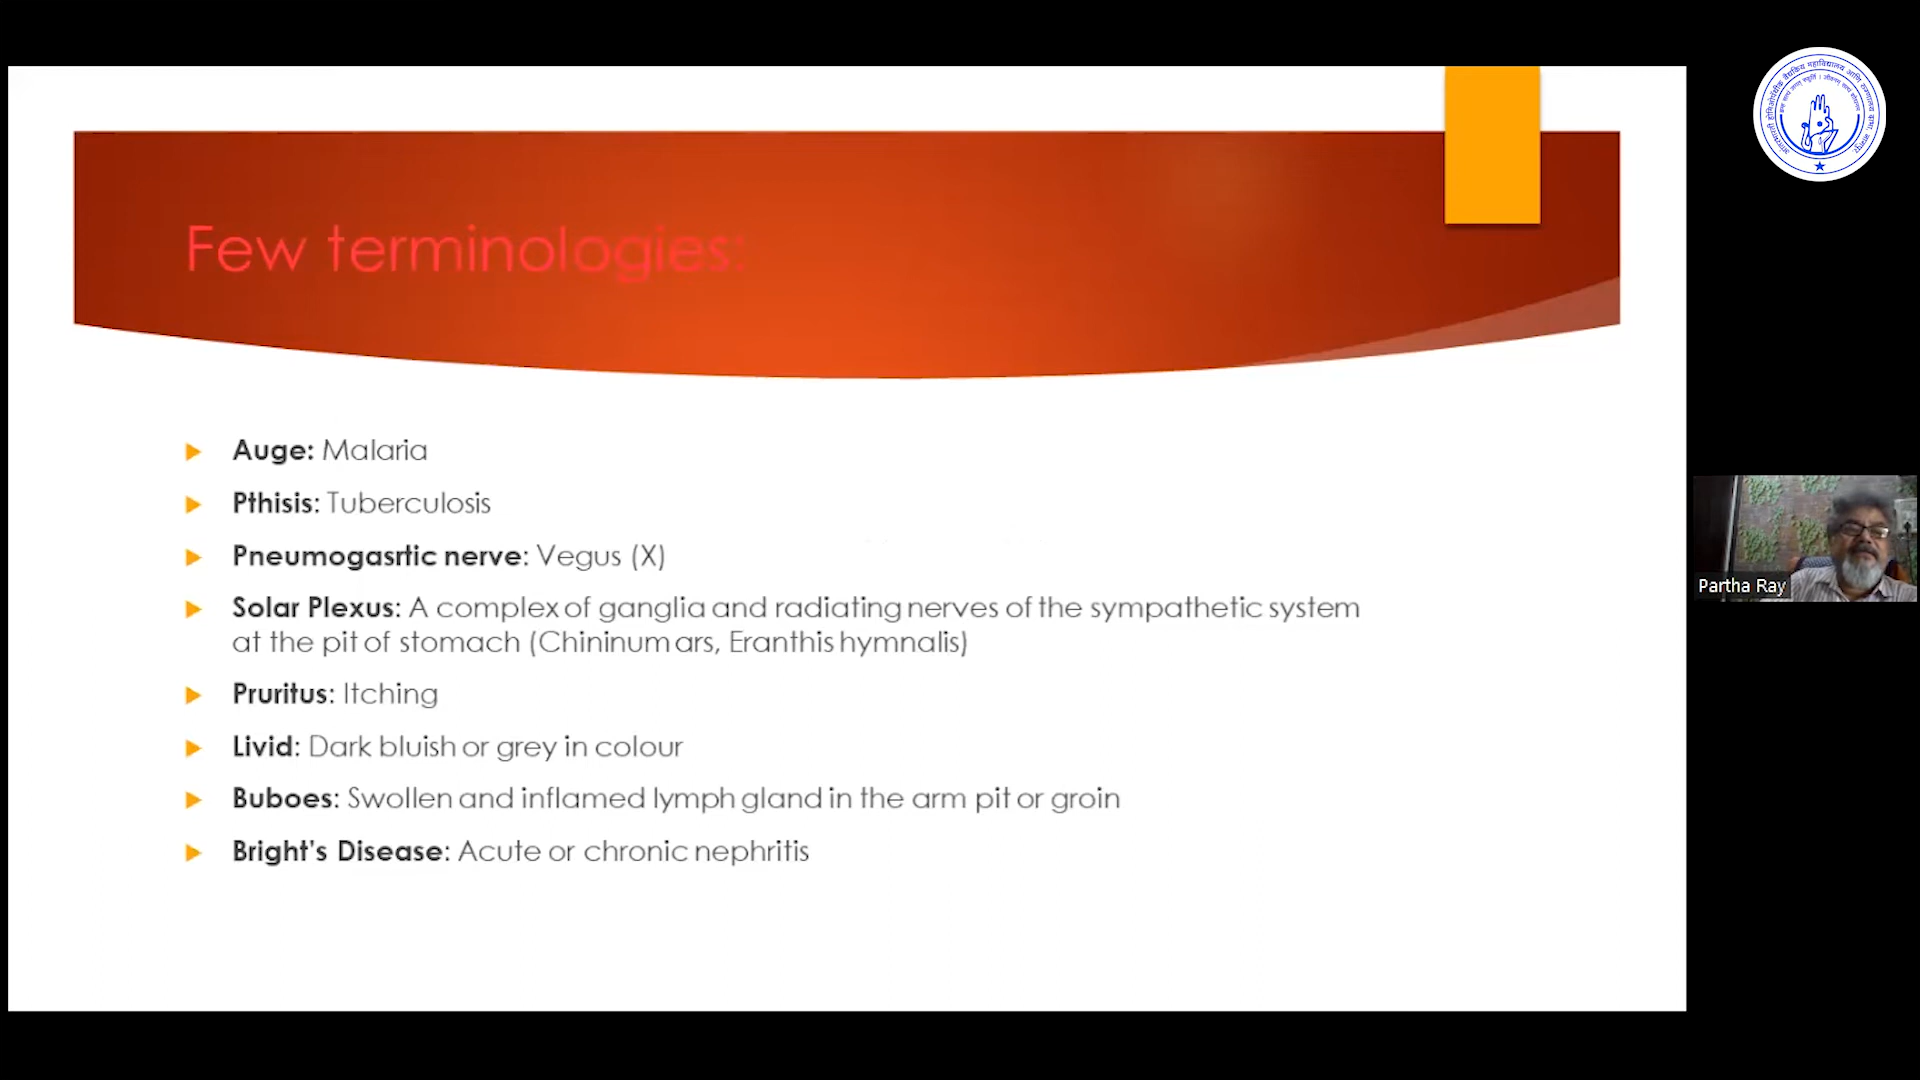 Few terminologies:
Auge: Malaria
Pthisis: Tuberculosis
Pneumogasrtic nerve: Vegus (X)
Solar Plexus: A complex of ganglia and radiating nerves of the sympathetic system
at the pit of stomach (Chininum ars, Eranthis hymnalis)
Pruritus: Itching
Livid: Dark bluish or grey in colour
Buboes: Swollen and inflamed lymph gland in the arm pit or groin
Bright's Disease: Acute or chronic nephritis
Partha Ray